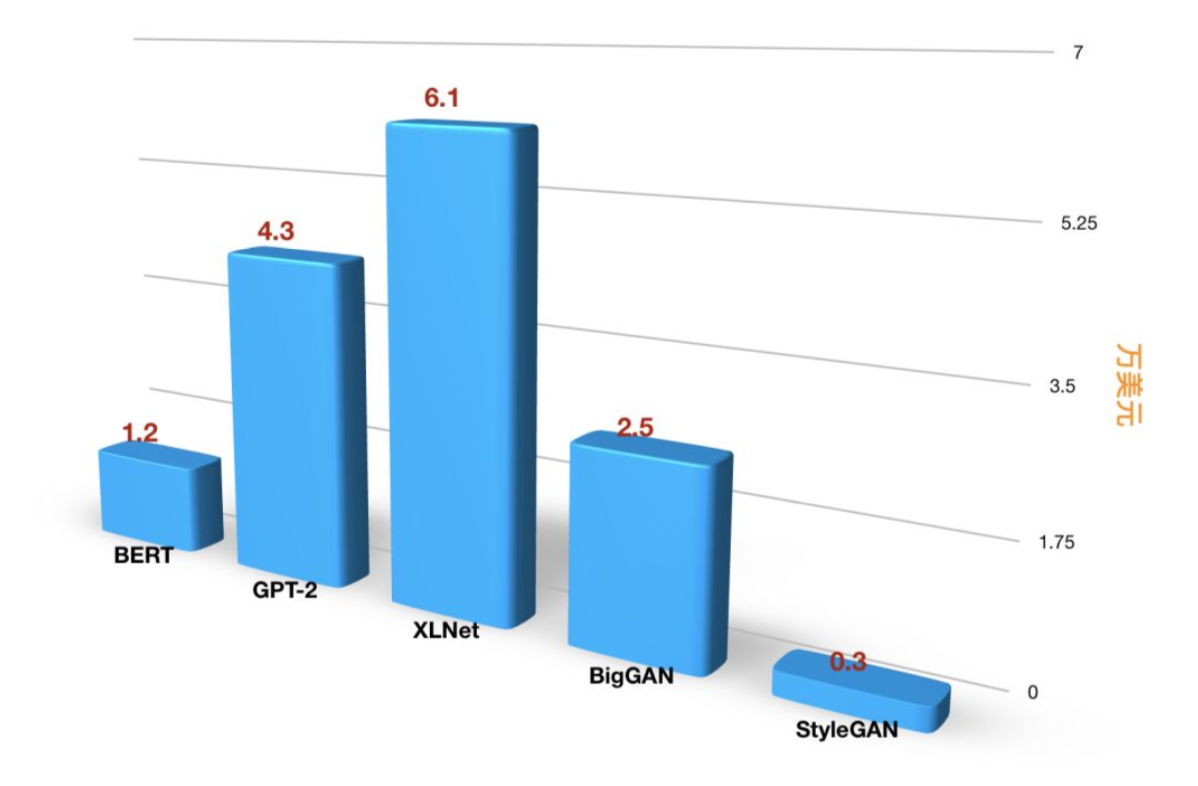 7
6.1
5.25
4.3
3.5
万美元
1.2
2.5
1.75
BERT
GPT-2
XLNet
BigGAN
0.3
0
StyleGAN